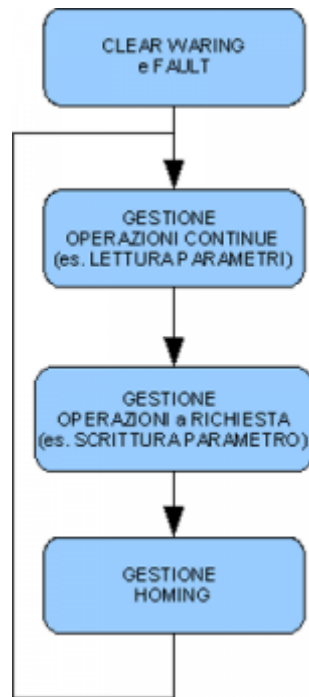 CLEAR WARING
e FAULT
GESTIONE
OPERAZIONI CONTINUE
(es. LETTURA PARAMETRI)
GESTIONE
OPERAZIONI a RICHIESTA
(es. SCRITTURA PARAMETRO)
GESTIONE
HOMING